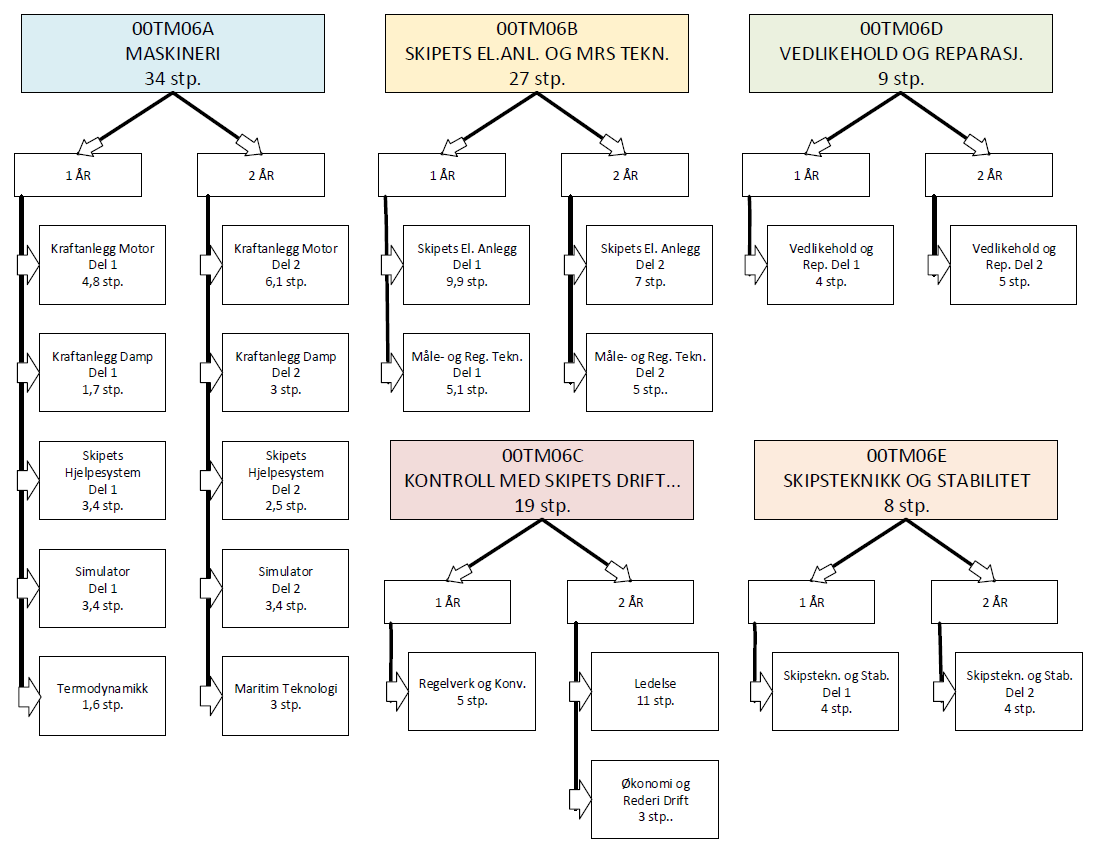 00TM06A
MASKINERI
34 stp.
1 ÅR
Kraftanlegg Motor
Del 1
4,8 stp.
Kraftanlegg Damp
Del 1
1,7 stp.
Skipets
Hjelpesystem
Del 1
3,4 stp.
Simulator
Del 1
3,4 stp.
Termodynamikk
1,6 stp.
2 ÅR
Kraftanlegg Motor
Del 2
6,1 stp.
Kraftanlegg Damp
Del 2
3 stp.
Skipets
Hjelpesystem
Del 2
2,5 stp.
Simulator
Del 2
3,4 stp.
Maritim Teknologi
3 stp.
00TM06B
SKIPETS EL.ANL. OG MRS TEKN.
27 stp.
1 ÅR
Skipets El. Anlegg
Del 1
9,9 stp.
Måle- og Reg. Tekn.
Del 1
5,1 stp.
2 ÅR
Skipets El. Anlegg
Del 2
7 stp.
Måle- og Reg. Tekn.
Del 2
5 stp..
00TM06D
VEDLIKEHOLD OG REPARASJ.
9 stp.
1 ÅR
Vedlikehold og
Rep. Del 1
4 stp.
2 ÅR
Vedlikehold og
Rep. Del 2
5 stp.
00TM06C
KONTROLL MED SKIPETS DRIFT...
19 stp.
1 ÅR
Regelverk og Konv.
5 stp.
2 ÅR
Ledelse
11 stp.
Økonomi og
Rederi Drift
3 stp..
00TM06E
SKIPSTEKNIKK OG STABILITET
8 stp.
1 ÅR
Skipstekn. og Stab.
Del 1
4 stp.
2 ÅR
Skipstekn. og Stab.
Del 2
4 stp.